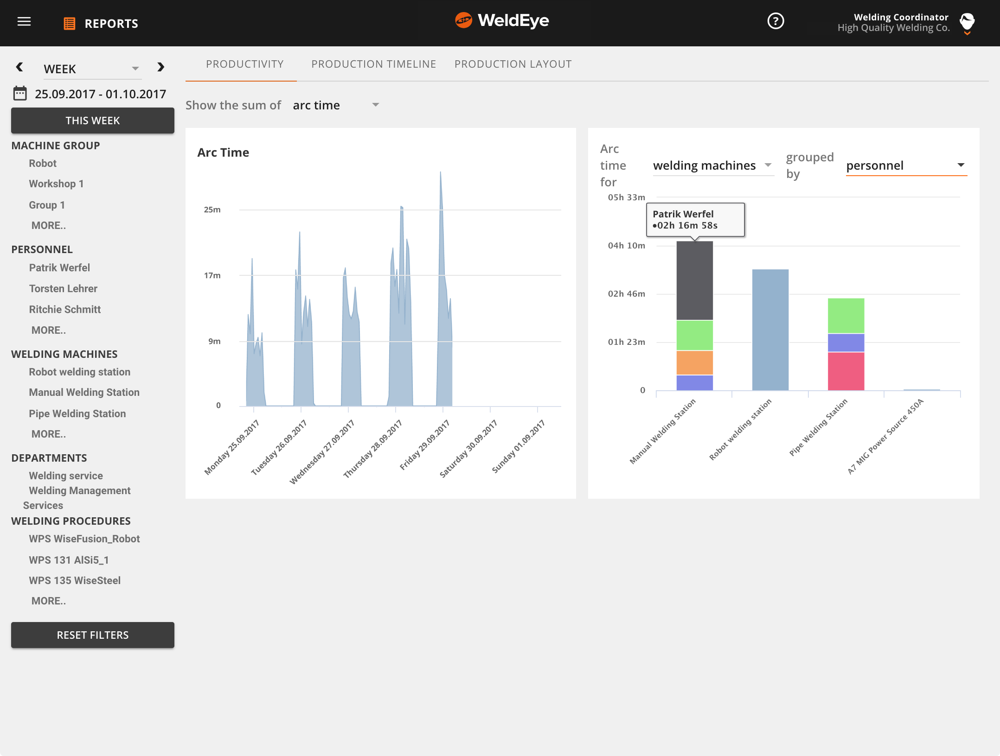 REPORTS
WeldEye
?
Welding Coordinator
High Quality Welding Co.
WEEK
25.09.2017 - 01.10.2017
THIS WEEK
MACHINE GROUP
Robot
Workshop 1
Group 1
MORE..
PERSONNEL
Patrik Werfel
Torsten Lehrer
Ritchie Schmitt
MORE..
WELDING MACHINES
Robot welding station
Manual Welding Station
Pipe Welding Station
MORE..
DEPARTMENTS
Welding service
Welding Management
Services
WELDING PROCEDURES
WPS WiseFusion_Robot
WPS 131 AlSi5_1
WPS 135 WiseSteel
MORE..
RESET FILTERS
PRODUCTIVITY
PRODUCTION TIMELINE
PRODUCTION LAYOUT
Show the sum of arc time
Arc Time
25m
17m
9m
0
Monday 25.09.2017
Tuesday 26.09.2017
Wednesday 27.09.2017
Thursday 28.09.2017
Friday 29.09.2017
Saturday 30.09.2017
Sunday 01.09.2017
Arc
time
for
welding machines
grouped
by
personnel
05h 33m
Patrik Werfel
●02h 16m 58s
04h 10m
02h 46m
01h 23m
0
Manual Welding Station
Robot welding station
Pipe Welding Station
A7 MIG Power Source 450A